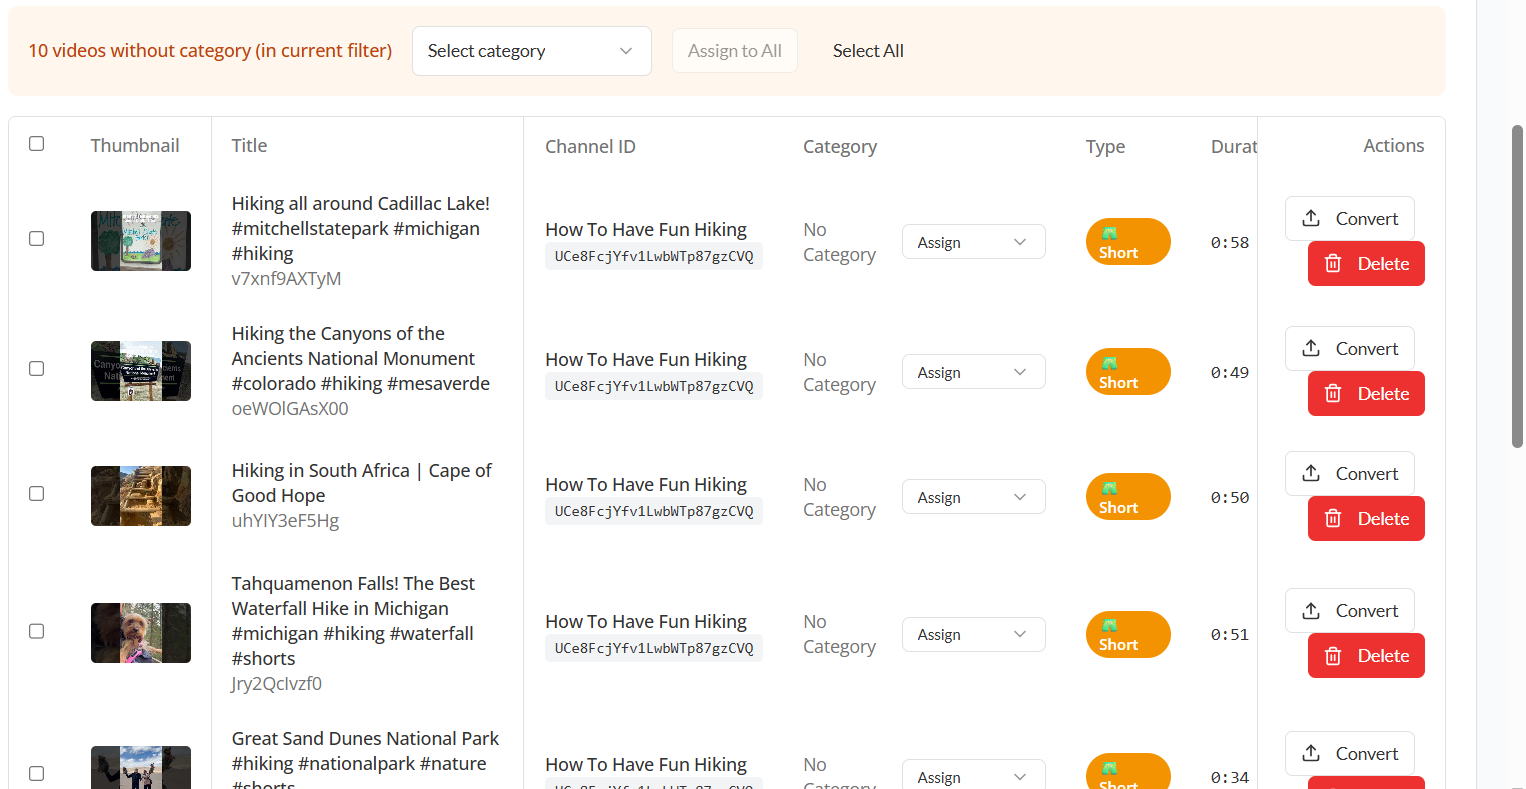 10 videos without category (in current filter)
Select category
Assign to All
Select All
Thumbnail
Title
Channel ID
Category
Type
Durat
Actions
Hiking all around Cadillac Lake!
#mitchellstatepark #michigan
#hiking
v7xnf9AXTyM
How To Have Fun Hiking
UCe8FcjYfv1LwbWTp87gzCVQ
No
Category
Assign
Short
0:58
Convert
Delete
Hiking the Canyons of the
Ancients National Monument
#colorado #hiking #mesaverde
oeWOlGAsX00
How To Have Fun Hiking
UCe8FcjYfv1LwbWTp87gzCVQ
No
Category
Assign
Short
0:49
Convert
Delete
Hiking in South Africa | Cape of
Good Hope
uhYIY3eF5Hg
How To Have Fun Hiking
UCe8FcjYfv1LwbWTp87gzCVQ
No
Category
Assign
Short
0:50
Convert
Delete
Tahquamenon Falls! The Best
Waterfall Hike in Michigan
#michigan #hiking #waterfall
#shorts
Jry2QcIvzf0
How To Have Fun Hiking
UCe8FcjYfv1LwbWTp87gzCVQ
No
Category
Assign
Short
0:51
Convert
Delete
Great Sand Dunes National Park
#hiking #nationalpark #nature
#shorts
How To Have Fun Hiking
UCe8FcjYfv1LwbWTp87gzCVQ
No
Category
Assign
Short
0:34
Convert